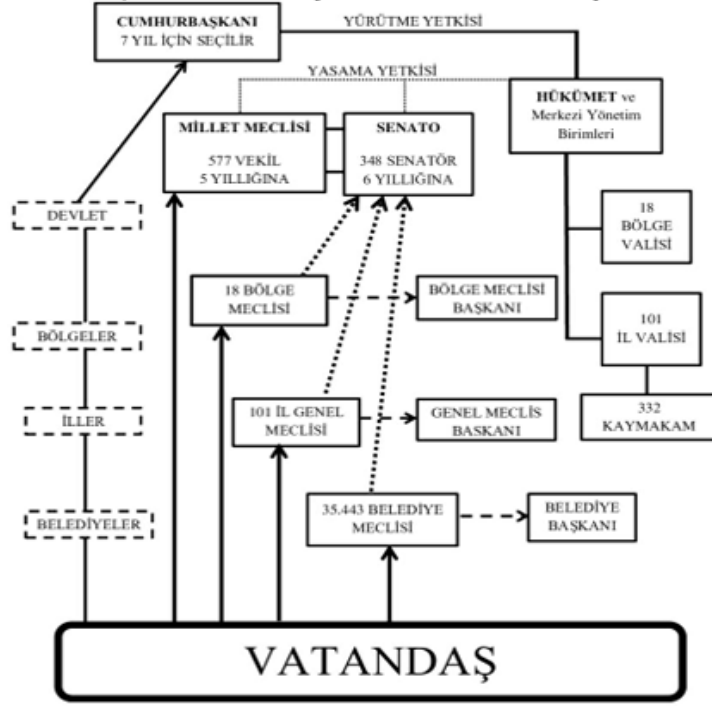 CUMHURBAŞKANI
7 YIL İÇİN SEÇİLİR
YÜRÜTME YETKİSİ
YASAMA YETKİSİ
HÜKÜMET ve
Merkezi Yönetim
Birimleri
MİLLET MECLİSİ
577 VEKİL
5 YILLIĞINA
SENATO
348 SENATÖR
6 YILLIĞINA
DEVLET
18
BÖLGE
VALİSİ
18 BÖLGE
MECLİSİ
BÖLGE MECLİSİ
BAŞKANI
BÖLGELER
101
İL VALİSİ
İLLER
101 İL GENEL
MECLİSİ
GENEL MECLİS
BASKANI
332
KAYMAKAM
BELEDİYELER
35.443 BELEDİYE
MECLİSİ
BELEDİYE
BAŞKANI
VATANDAŞ